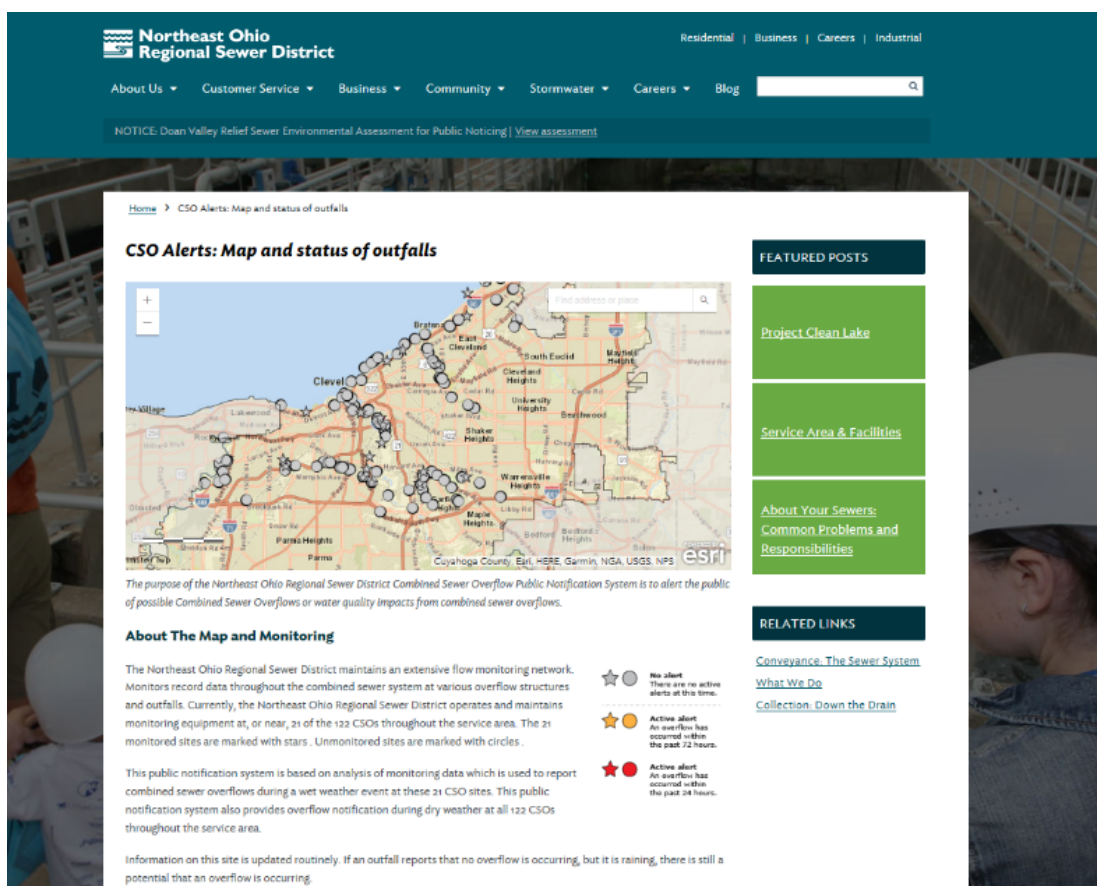 Northeast Ohio
Regional Sewer District
Residential | Business | Careers | Industrial
About Us Customer Service Business Community Stormwater Careers Blog
NOTICE: Doan Valley Relief Sewer Environmental Assessment for Public Noticing | View assessment
Home > CSO Alerts: Map and status of outfalls
CSO Alerts: Map and status of outfalls
+
−
Find address or place
East
Cleveland
South Euclid
Mayfield
Heights
Cleveland
Heights
University
Heights
Beachwood
Lakewood
Shaker
Heights
Warrensville
Heights
Maple
Heights
Bedford
Bedford
Heights
Parma Heights
Parma
Cuyahoga County, Esri, HERE, Garmin, NGA, USGS, NPS
esri
The purpose of the Northeast Ohio Regional Sewer District Combined Sewer Overflow Public Notification System is to alert the public
of possible Combined Sewer Overflows or water quality impacts from combined sewer overflows.
About The Map and Monitoring
The Northeast Ohio Regional Sewer District maintains an extensive flow monitoring network.
Monitors record data throughout the combined sewer system at various overflow structures
and outfalls. Currently, the Northeast Ohio Regional Sewer District operates and maintains
monitoring equipment at, or near, 21 of the 122 CSOs throughout the service area. The 21
monitored sites are marked with stars . Unmonitored sites are marked with circles .
This public notification system is based on analysis of monitoring data which is used to report
combined sewer overflows during a wet weather event at these 21 CSO sites. This public
notification system also provides overflow notification during dry weather at all 122 CSOs
throughout the service area.
Information on this site is updated routinely. If an outfall reports that no overflow is occurring, but it is raining, there is still a
potential that an overflow is occurring.
No alert
There are no active
alerts at this time.
Active alert
An overflow has
occurred within
the past 72 hours.
Active alert
An overflow has
occurred within
the past 24 hours.
FEATURED POSTS
Project Clean Lake
Service Area & Facilities
About Your Sewers:
Common Problems and
Responsibilities
RELATED LINKS
Conveyance: The Sewer System
What We Do
Collection: Down the Drain